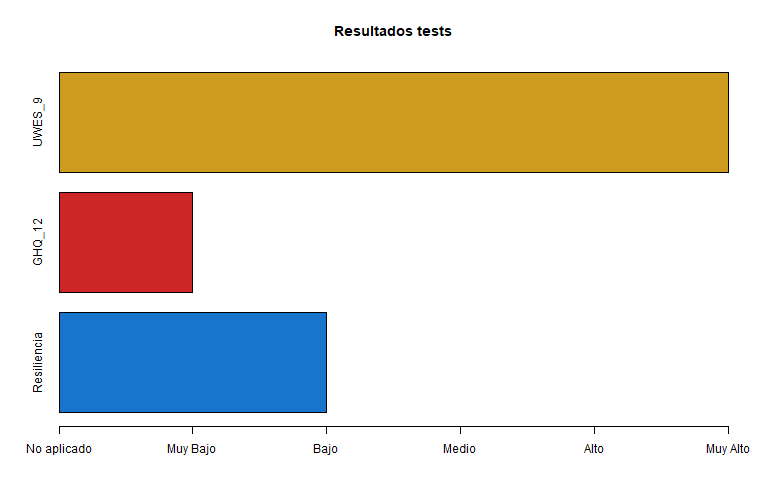 Resultados tests
UWES_9
GHQ_12
Resiliencia
No aplicado
Muy Bajo
Bajo
Medio
Alto
Muy Alto